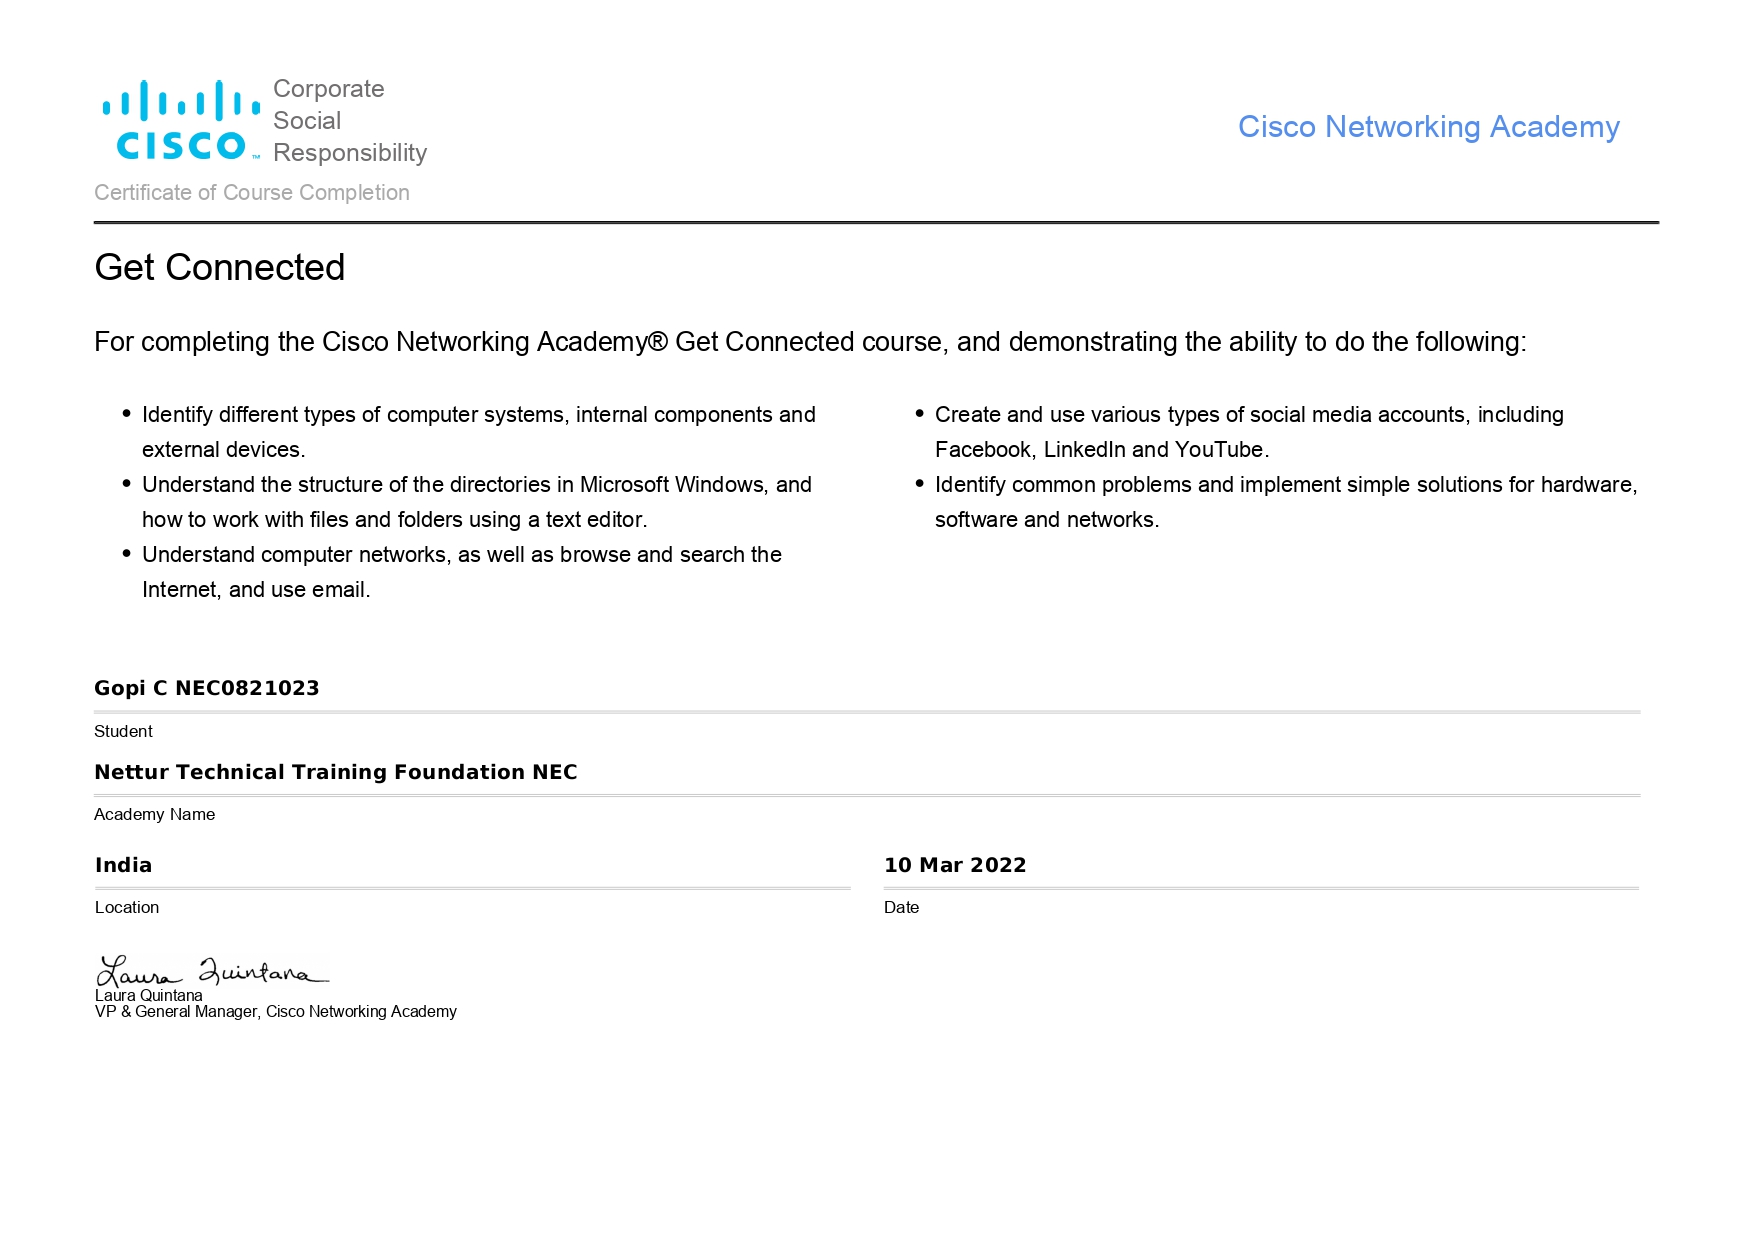 Corporate
Social
Responsibility
CISCO™
Cisco Networking Academy
Certificate of Course Completion
Get Connected
For completing the Cisco Networking Academy® Get Connected course, and demonstrating the ability to do the following:
• Identify different types of computer systems, internal components and
external devices.
• Understand the structure of the directories in Microsoft Windows, and
how to work with files and folders using a text editor.
• Understand computer networks, as well as browse and search the
Internet, and use email.
• Create and use various types of social media accounts, including
Facebook, LinkedIn and YouTube.
• Identify common problems and implement simple solutions for hardware,
software and networks.
Gopi C NEC0821023
Student
Nettur Technical Training Foundation NEC
Academy Name
India
Location
10 Mar 2022
Date
Laura Quintana
Laura Quintana
VP & General Manager, Cisco Networking Academy